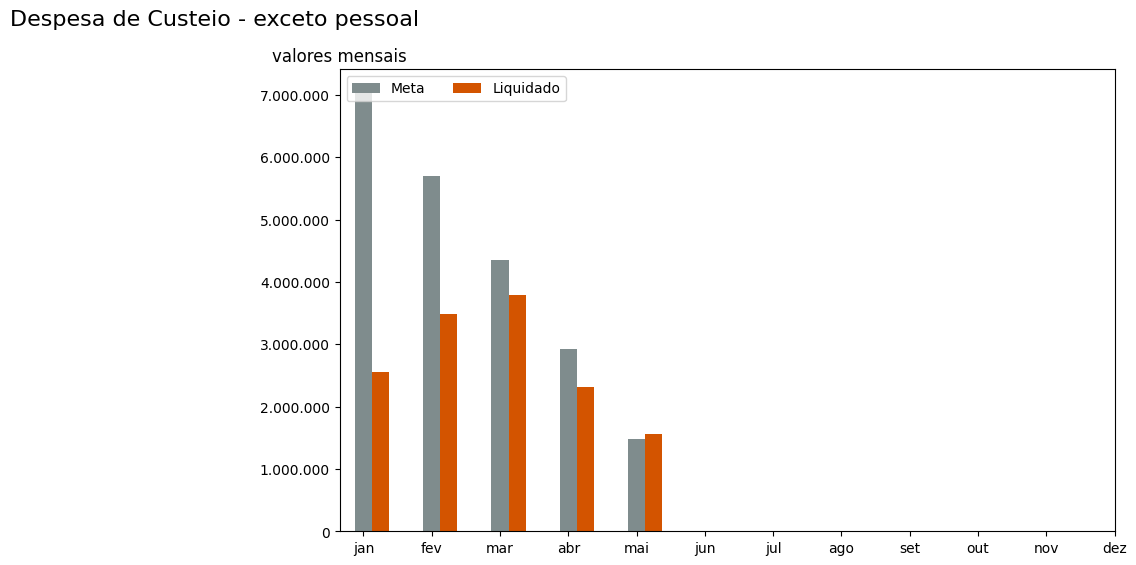 Despesa de Custeio - exceto pessoal
valores mensais
Meta Liquidado
7.000.000
6.000.000
5.000.000
4.000.000
3.000.000
2.000.000
1.000.000
0
jan fev mar abr mai jun jul ago set out nov dez